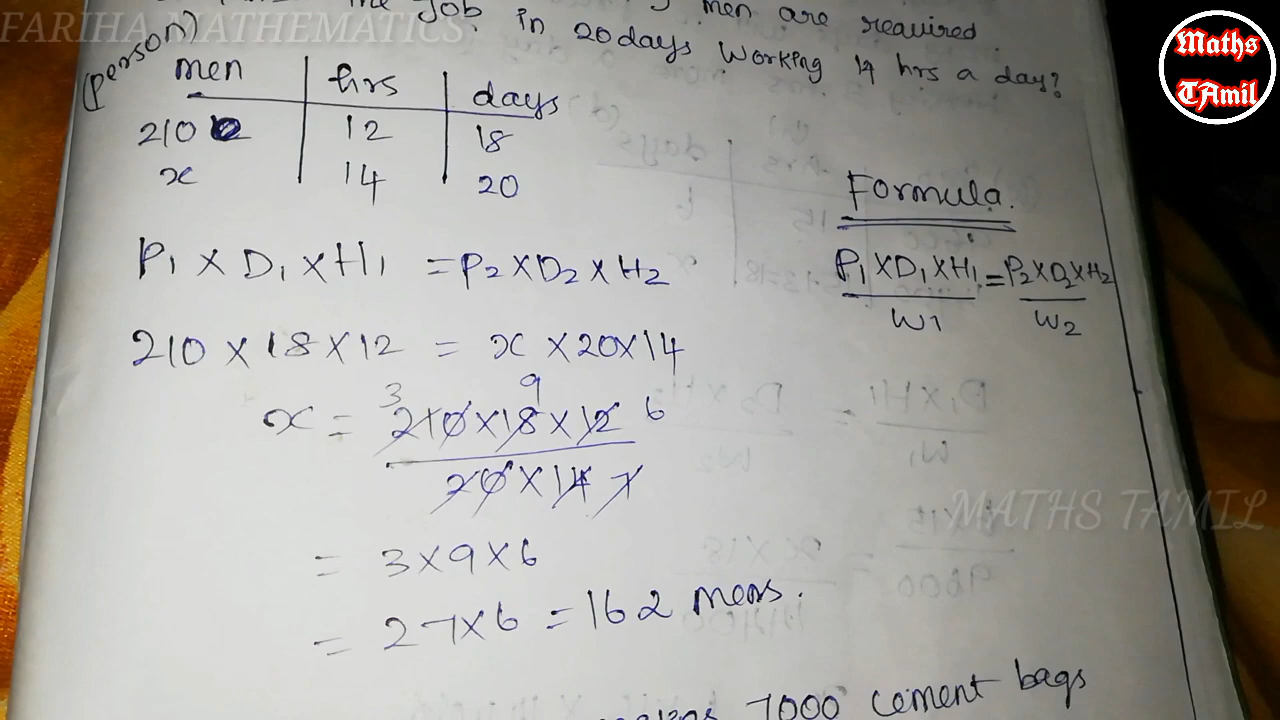 FARIHA MATHEMATICS
the job men are required.
in 20days working 14 hrs a day?
Maths
TAmil
(person)
men hrs days
210 12 18
x 14 20
Formula.
P1 X D1 X H1 = P2 X D2 X H2
P1 X D1 X H1 = P2 X D2 X H2
W1 W2
210 X 18 X 12 = x X 20 X 14
3 9
x = 210 X 18 X 12 6
20 X 14 7
MATHS TAMIL
= 3 X 9 X 6
= 27 X 6 = 162 mens.
7000 cement bags